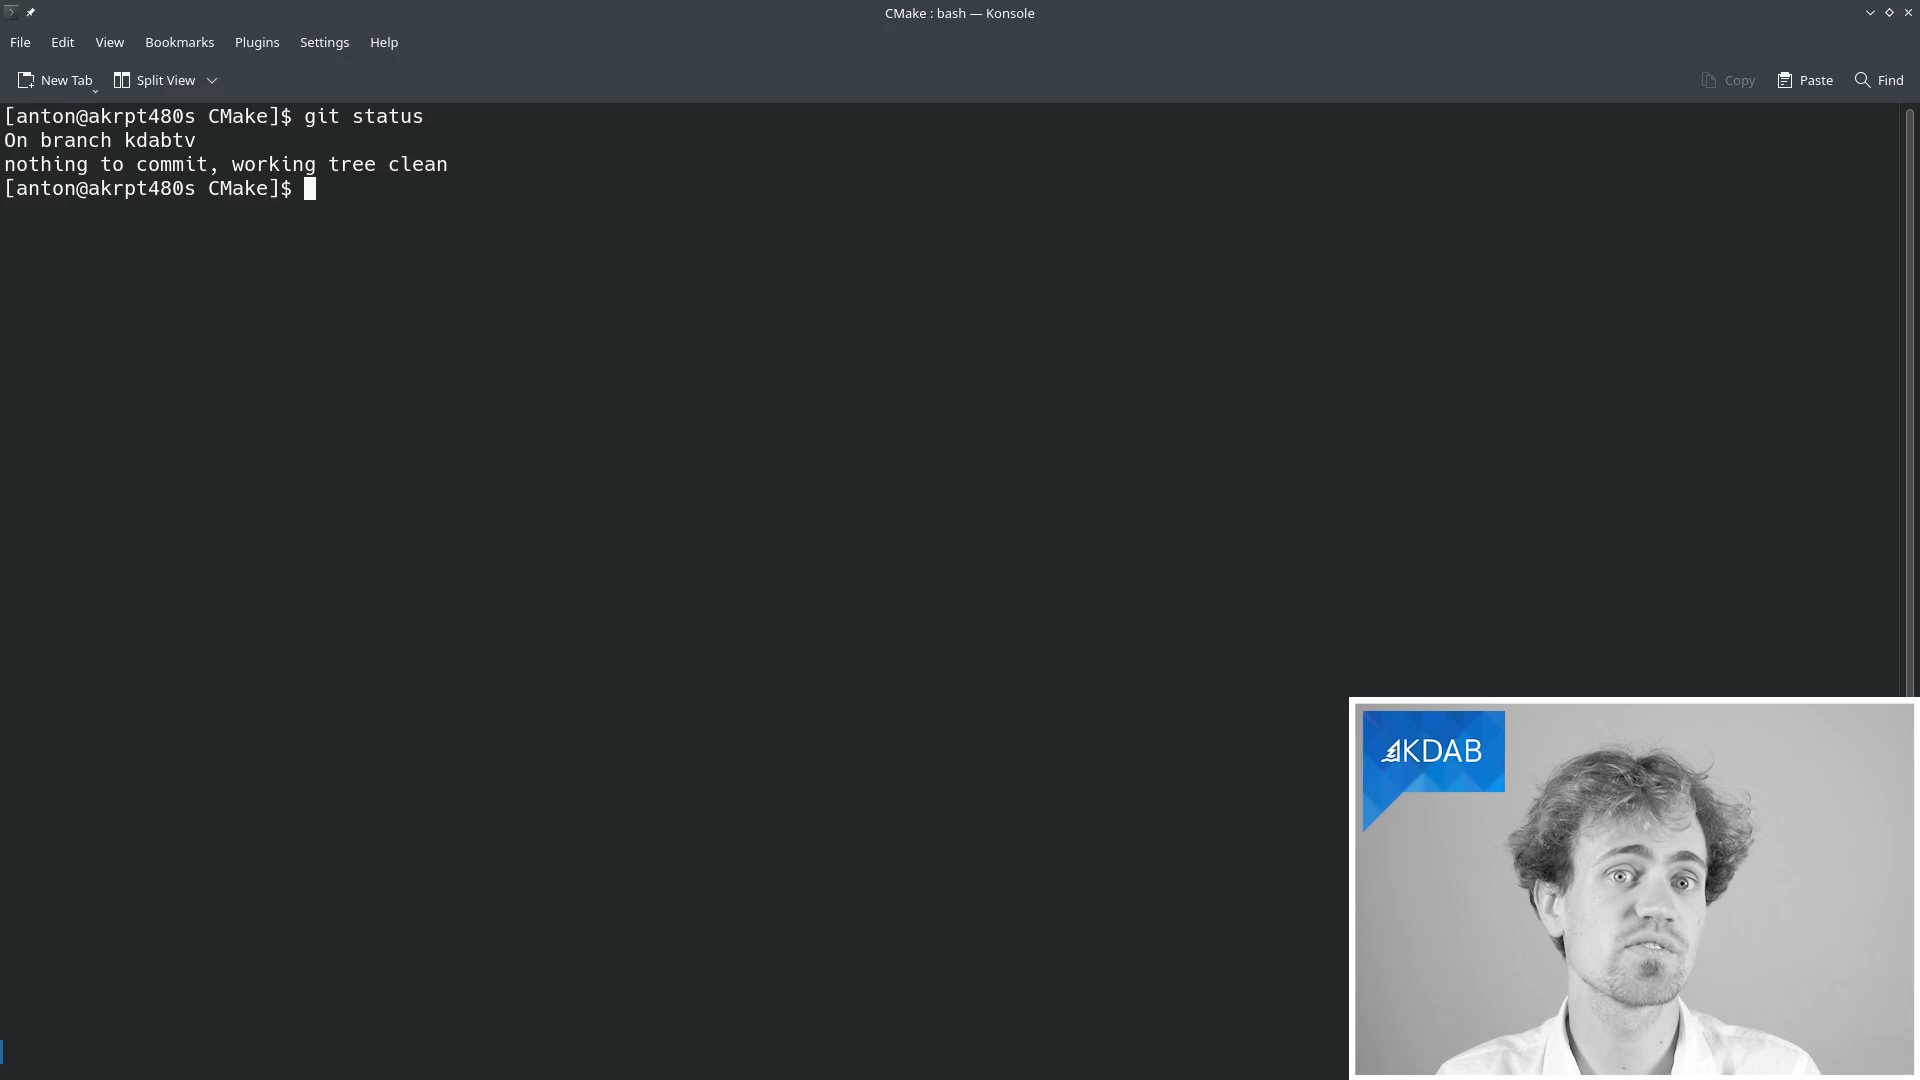 CMake : bash — Konsole
File Edit View Bookmarks Plugins Settings Help
New Tab Split View Copy Paste Find
[anton@akrpt480s CMake]$ git status
On branch kdabtv
nothing to commit, working tree clean
[anton@akrpt480s CMake]$
KDAB